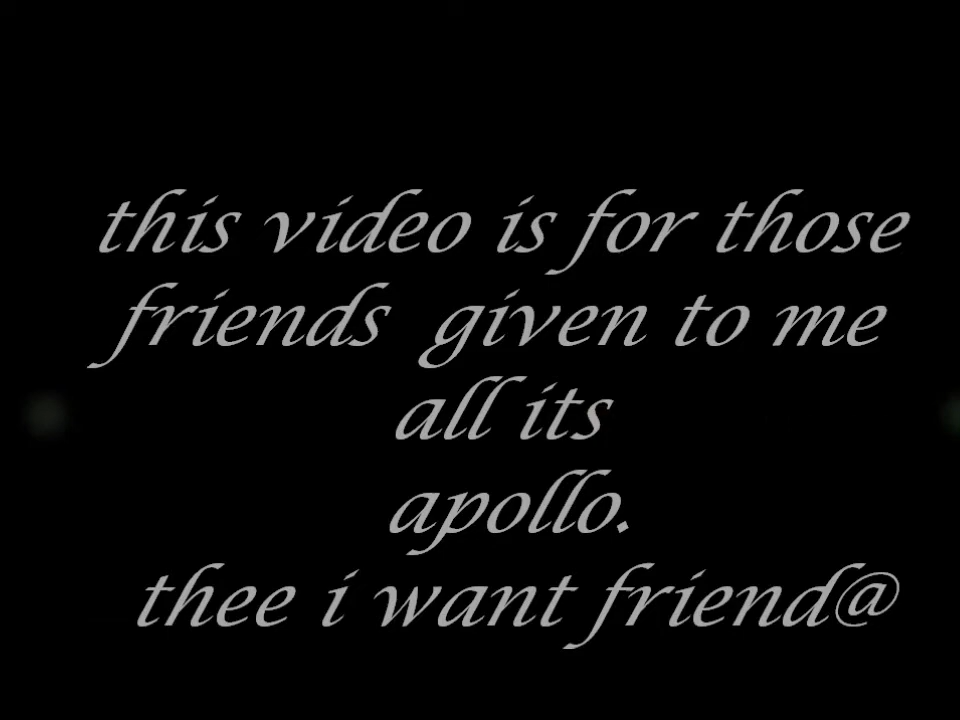 this video is for those
friends given to me
all its
apollo.
thee i want friend@